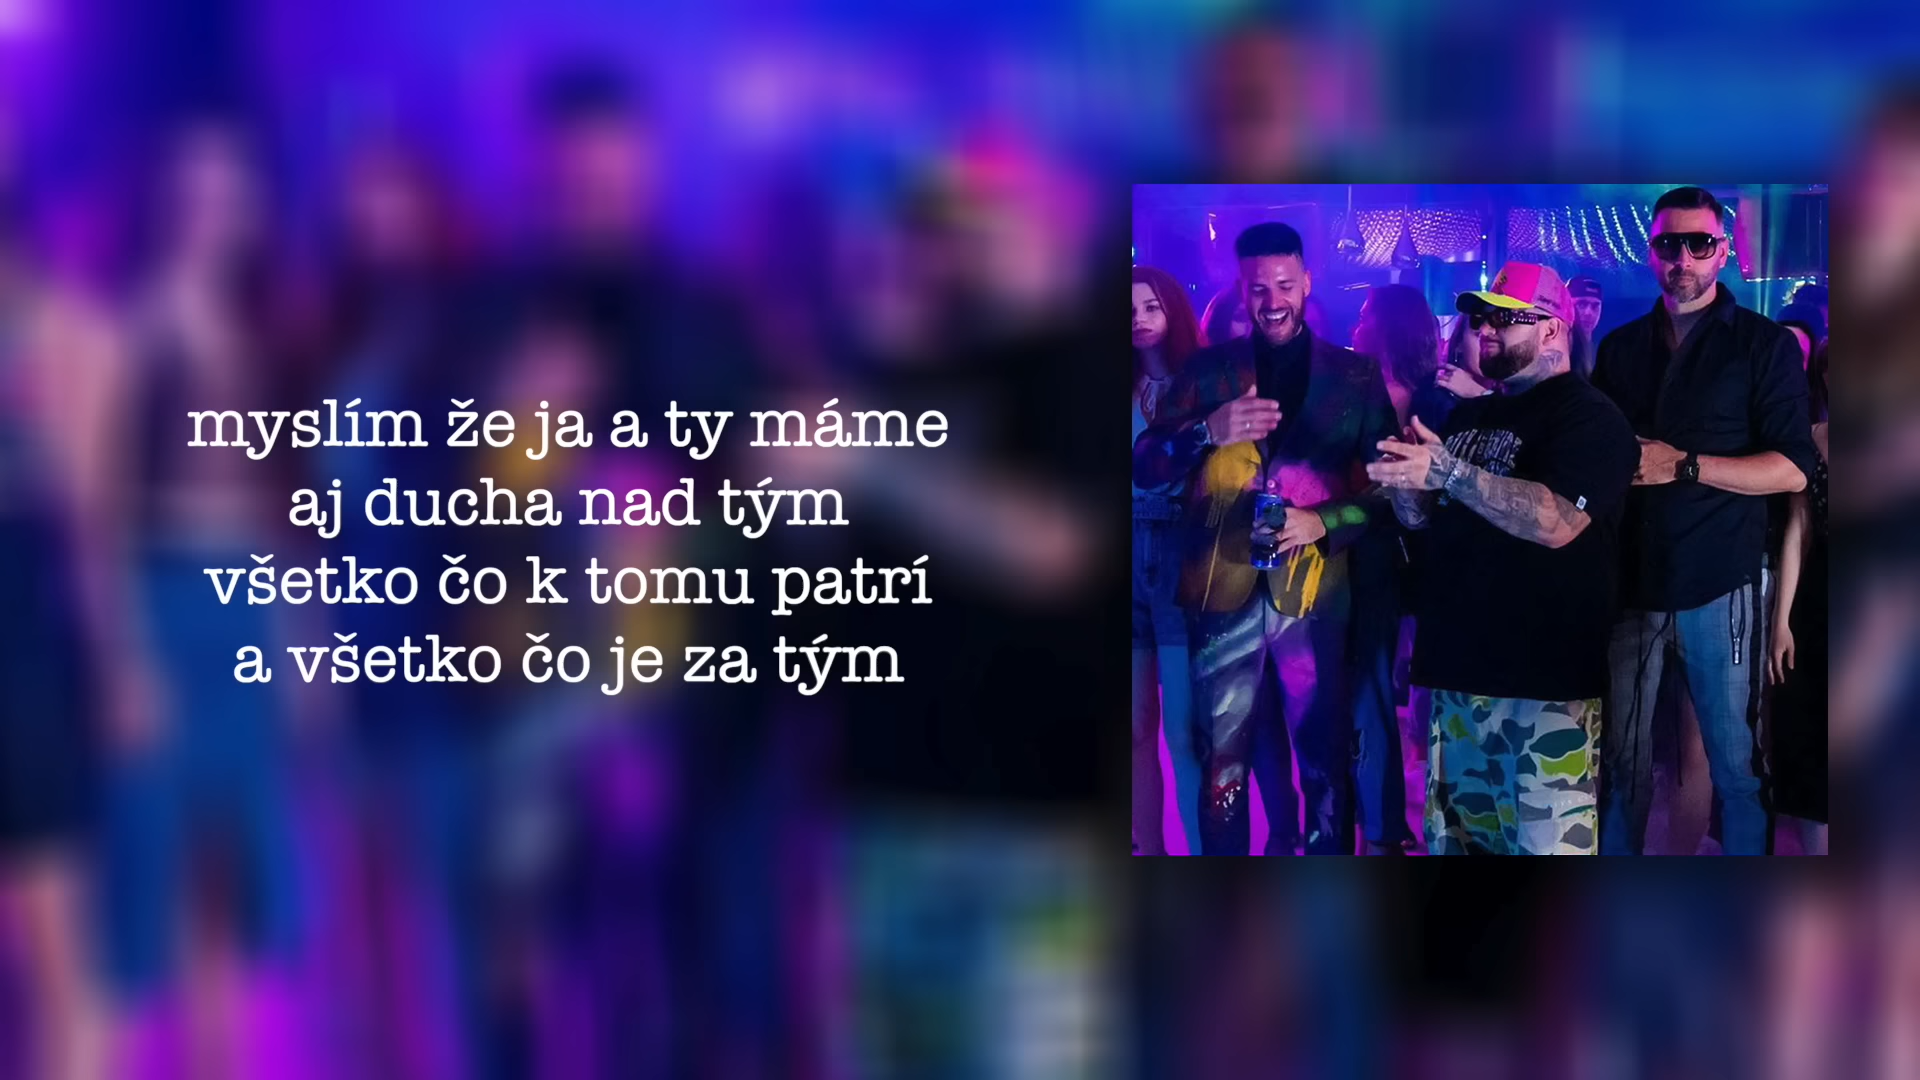 myslím že ja a ty máme
aj ducha nad tým
všetko čo k tomu patrí
a všetko čo je za tým